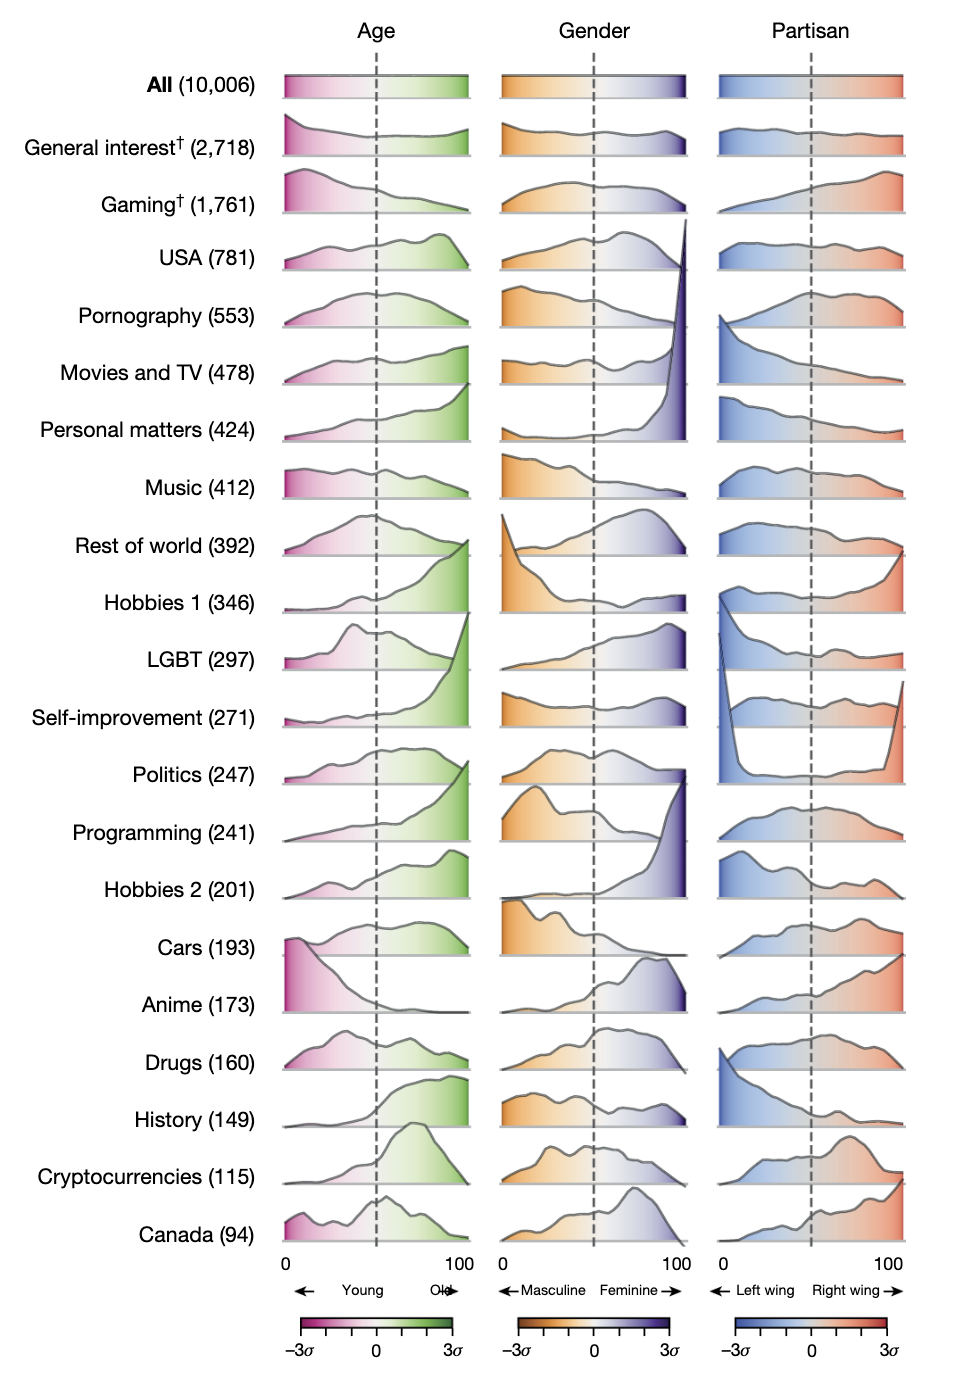 Age Gender Partisan
All (10,006)
General interest† (2,718)
Gaming† (1,761)
USA (781)
Pornography (553)
Movies and TV (478)
Personal matters (424)
Music (412)
Rest of world (392)
Hobbies 1 (346)
LGBT (297)
Self-improvement (271)
Politics (247)
Programming (241)
Hobbies 2 (201)
Cars (193)
Anime (173)
Drugs (160)
History (149)
Cryptocurrencies (115)
Canada (94)
0 100 0 100 0 100
Young Old Masculine Feminine Left wing Right wing
−3σ 0 3σ −3σ 0 3σ −3σ 0 3σ